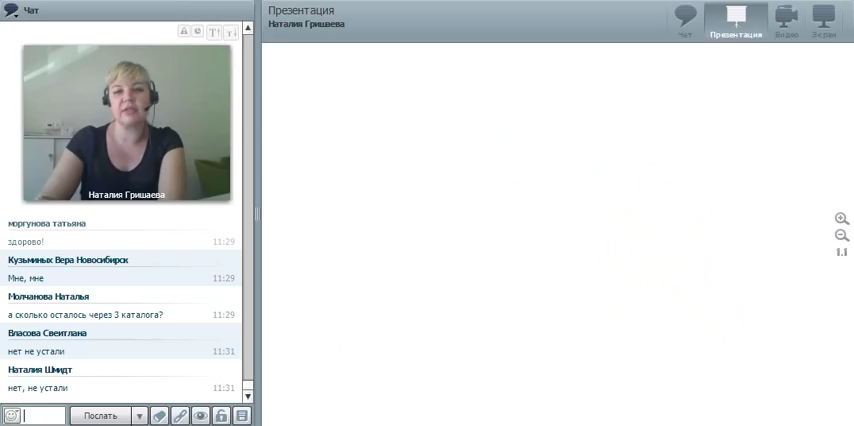 Чат
Презентация
Наталия Гришаева
Чат
Презентация
Видео
Экран
Наталия Гришаева
моргунова татьяна
здорово!
11:29
Кузьминых Вера Новосибирск
Мне, мне
11:29
Молчанова Наталья
а сколько осталось через 3 каталога?
11:29
Власова Свеитлана
нет не устали
11:31
Наталия Шмидт
нет, не устали
11:31
Послать
1.1